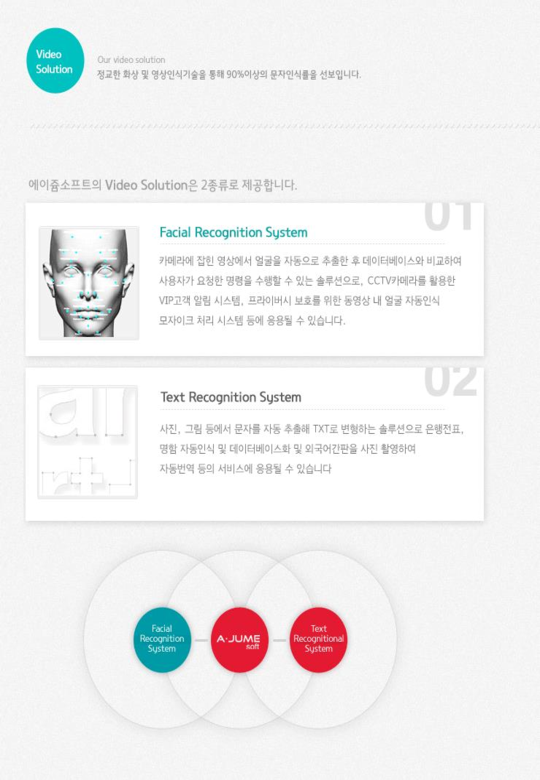 Video
Solution
Our video solution
정교한 화상 및 영상인식기술을 통해 90%이상의 문자인식률을 선보입니다.
에이쥼소프트의 Video Solution은 2종류로 제공합니다.
01
Facial Recognition System
카메라에 잡힌 영상에서 얼굴을 자동으로 추출한 후 데이터베이스와 비교하여
사용자가 요청한 명령을 수행할 수 있는 솔루션으로, CCTV카메라를 활용한
VIP고객 알림 시스템, 프라이버시 보호를 위한 동영상 내 얼굴 자동인식
모자이크 처리 시스템 등에 응용될 수 있습니다.
02
Text Recognition System
사진, 그림 등에서 문자를 자동 추출해 TXT로 변형하는 솔루션으로 은행전표,
명함 자동인식 및 데이터베이스화 및 외국어간판을 사진 촬영하여
자동번역 등의 서비스에 응용될 수 있습니다
Facial
Recognition
System
A·JUME
soft
Text
Recognitional
System